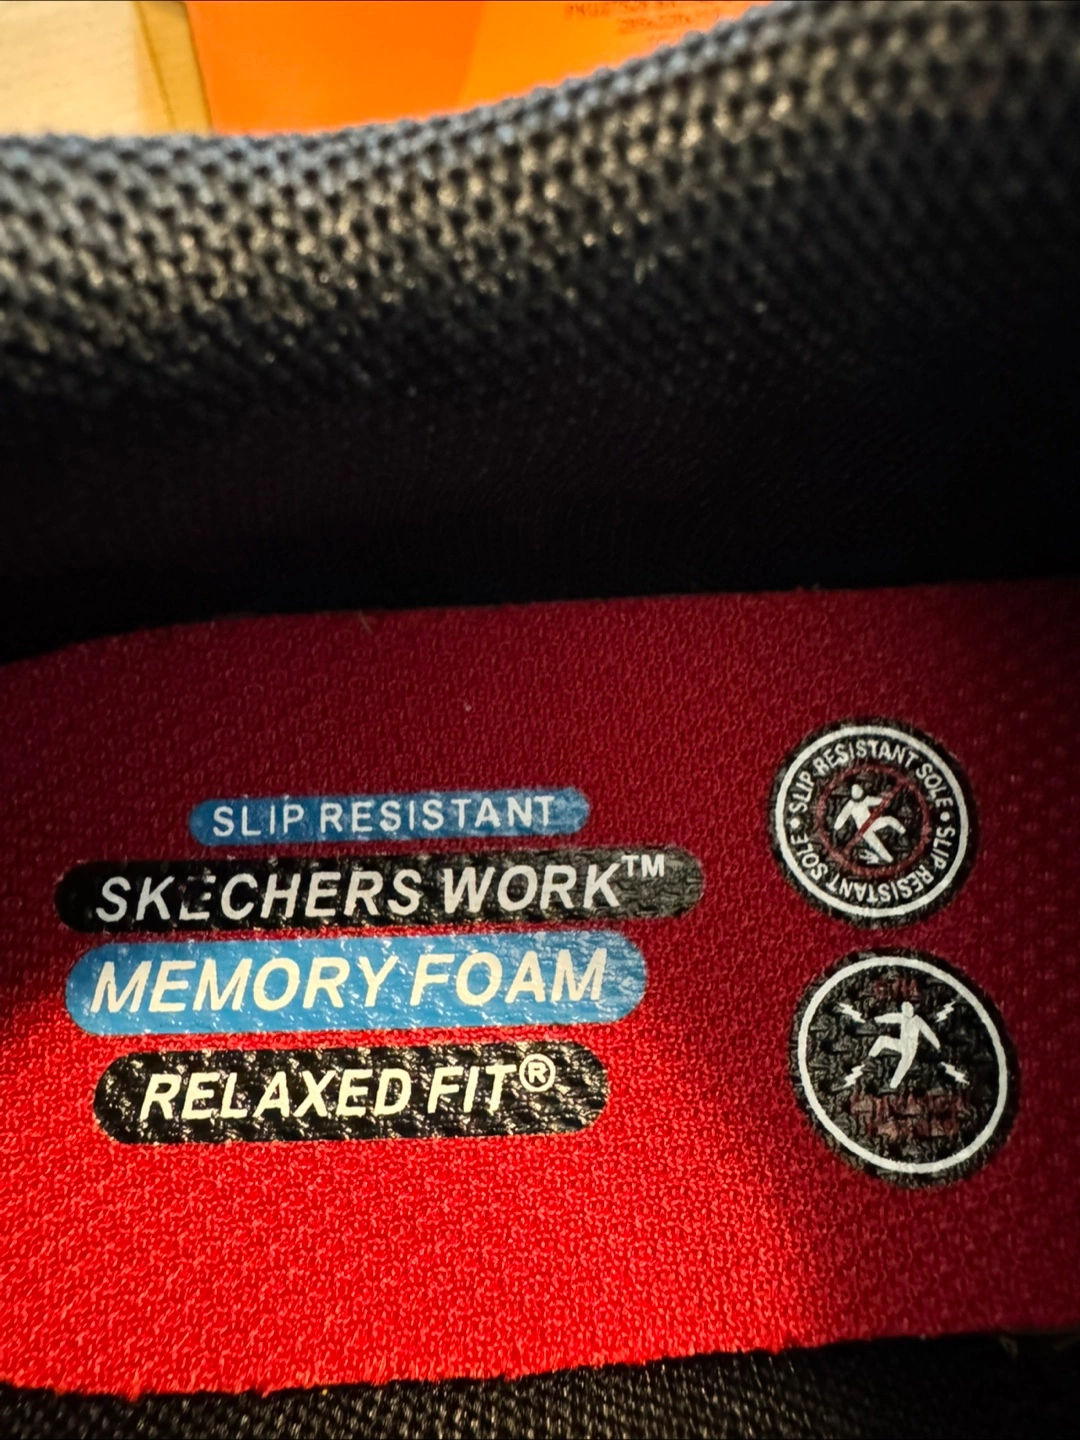 SLIP RESISTANT
SKECHERS WORK™
MEMORY FOAM
RELAXED FIT®
SLIP RESISTANT SOLE • SLIP RESISTANT SOLE •